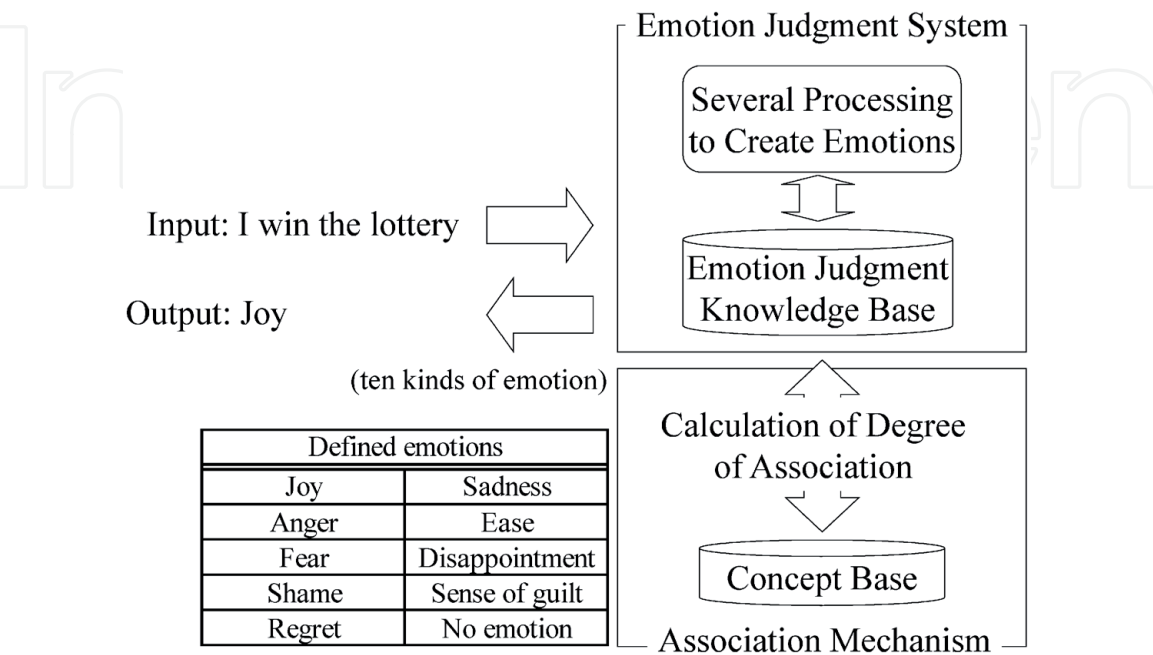 Emotion Judgment System
Several Processing
to Create Emotions
Input: I win the lottery
Emotion Judgment
Knowledge Base
Output: Joy
(ten kinds of emotion)
Calculation of Degree
of Association
Defined emotions
Joy Sadness
Anger Ease
Fear Disappointment
Shame Sense of guilt
Regret No emotion
Concept Base
Association Mechanism